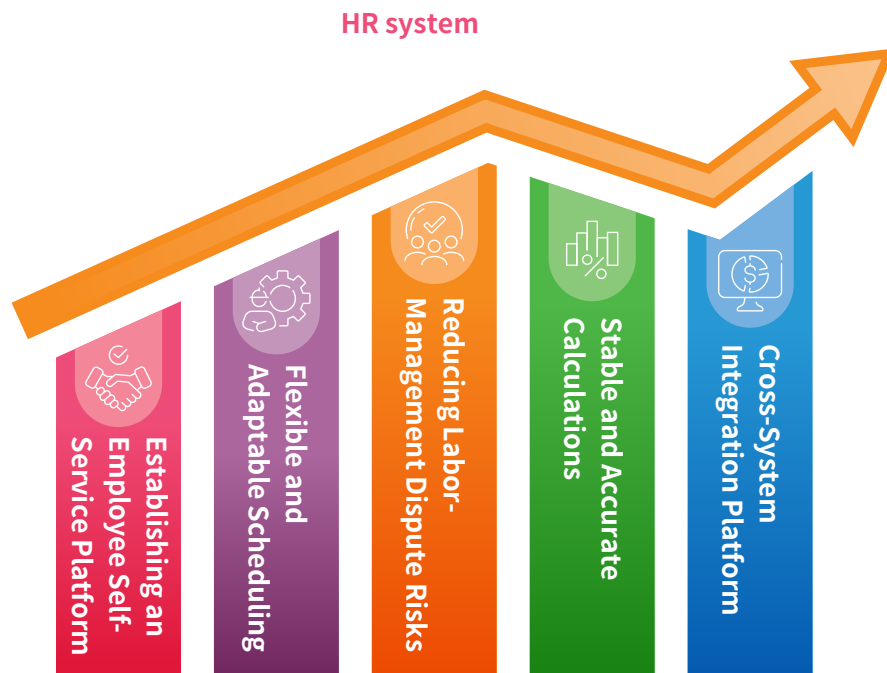 HR system
Establishing an
Employee Self-
Service Platform
Flexible and
Adaptable Scheduling
Reducing Labor-
Management Dispute Risks
Stable and Accurate
Calculations
Cross-System
Integration Platform